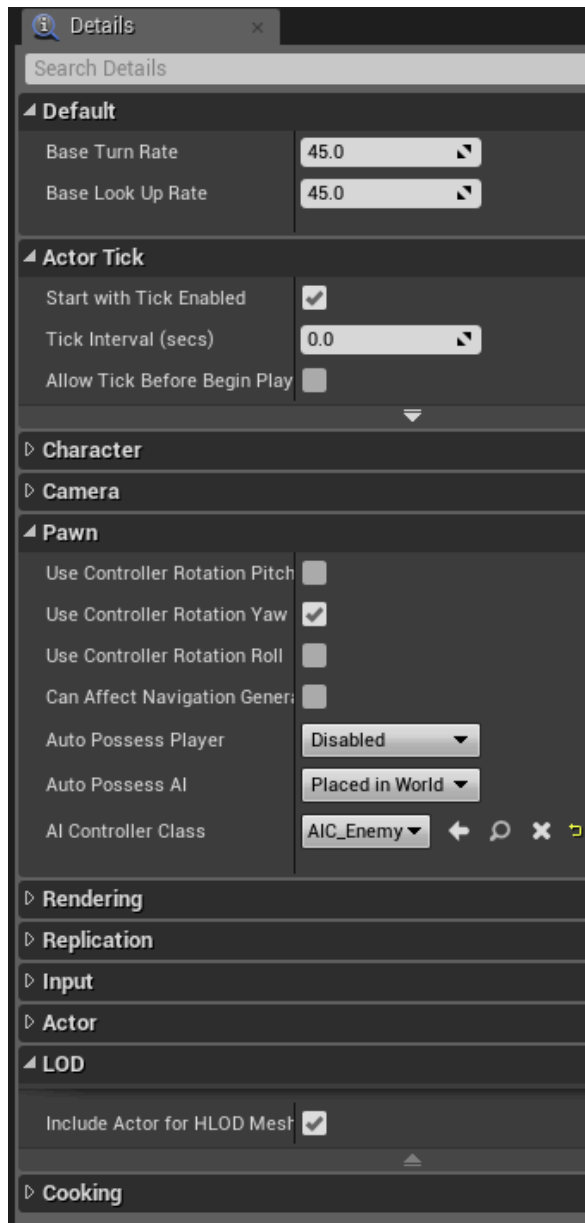 Details
Search Details
Default
Base Turn Rate 45.0
Base Look Up Rate 45.0
Actor Tick
Start with Tick Enabled
Tick Interval (secs) 0.0
Allow Tick Before Begin Play
Character
Camera
Pawn
Use Controller Rotation Pitch
Use Controller Rotation Yaw
Use Controller Rotation Roll
Can Affect Navigation Genera
Auto Possess Player Disabled
Auto Possess AI Placed in World
AI Controller Class AIC_Enemy
Rendering
Replication
Input
Actor
LOD
Include Actor for HLOD Mesh
Cooking